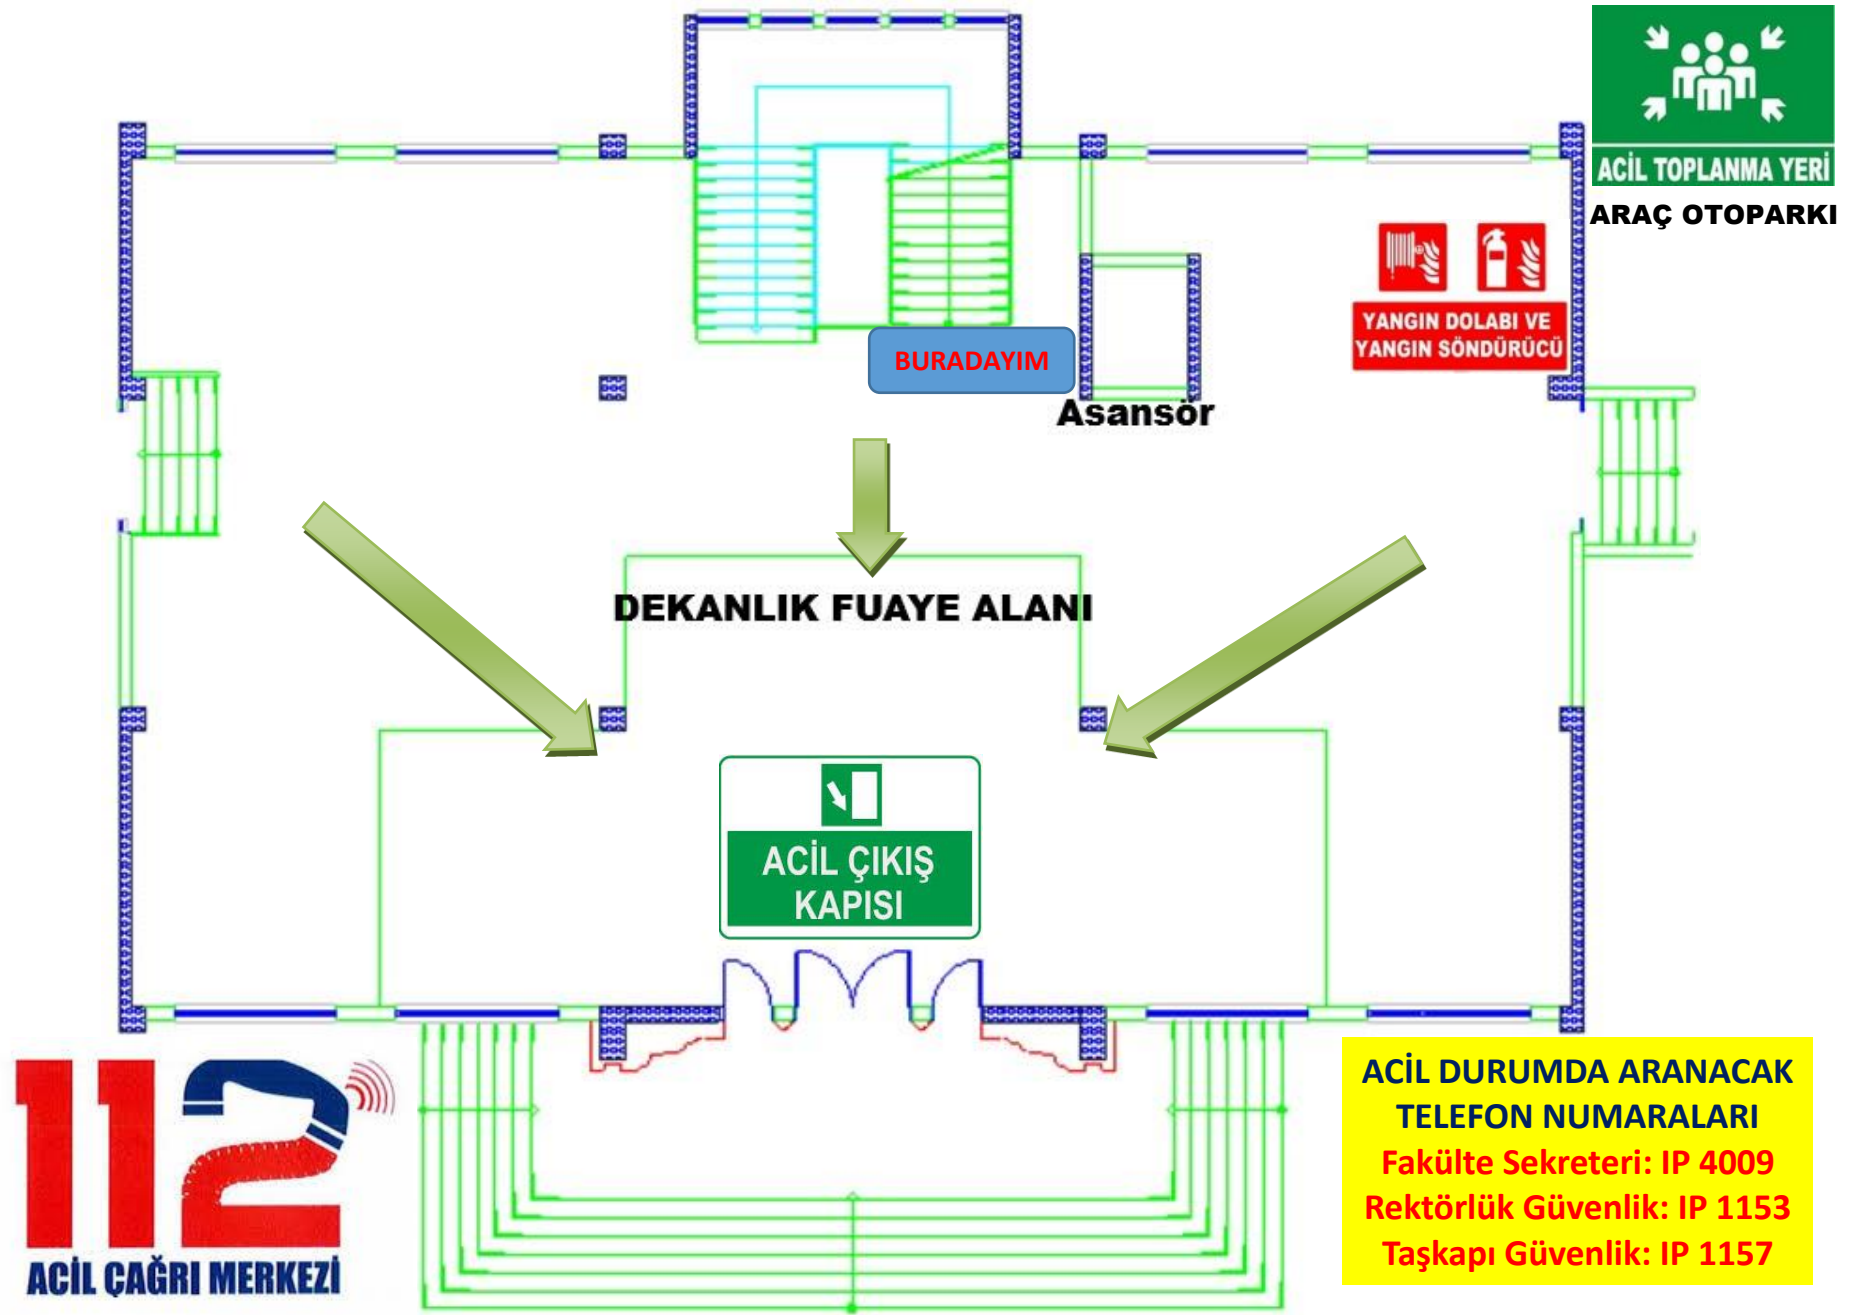 ACİL TOPLANMA YERİ
ARAÇ OTOPARKI
YANGIN DOLABI VE
YANGIN SÖNDÜRÜCÜ
BURADAYIM
Asansör
DEKANLIK FUAYE ALANI
ACİL ÇIKIŞ
KAPISI
112
ACİL ÇAĞRI MERKEZİ
ACİL DURUMDA ARANACAK
TELEFON NUMARALARI
Fakülte Sekreteri: IP 4009
Rektörlük Güvenlik: IP 1153
Taşkapı Güvenlik: IP 1157